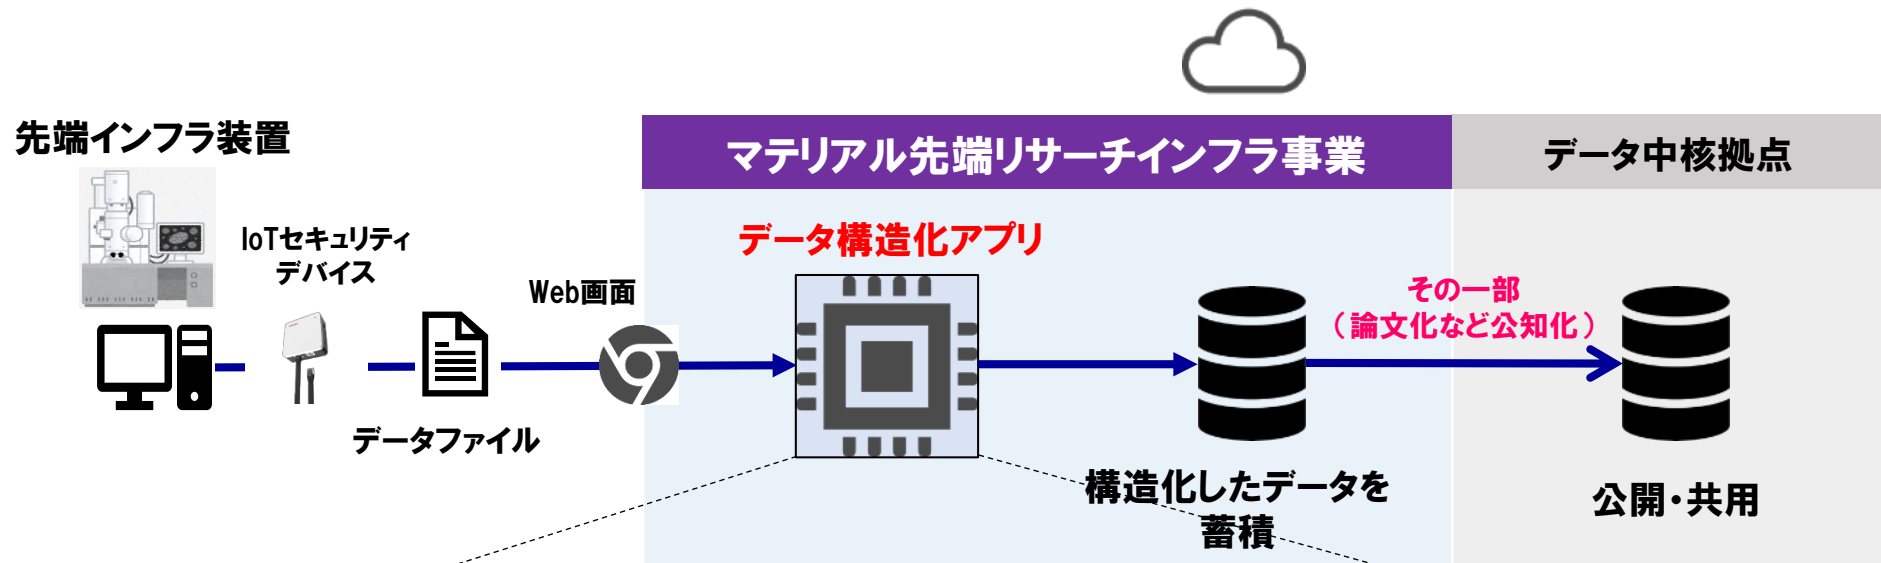 先端インフラ装置
IoTセキュリティ
デバイス
データファイル
Web画面
マテリアル先端リサーチインフラ事業
データ構造化アプリ
構造化したデータを
蓄積
その一部
（論文化など公知化）
データ中核拠点
公開・共用